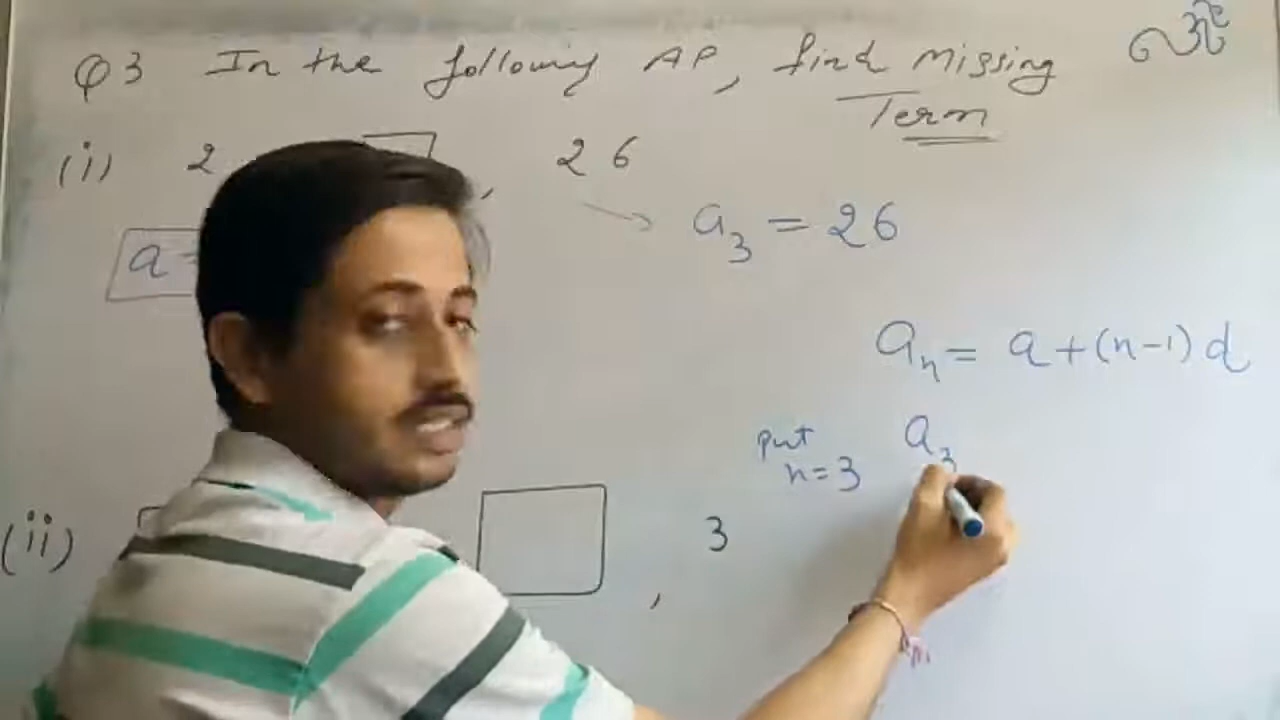 Q3 In the following AP, find Missing
Term
(i) 2 , 26
a =
a₃ = 26
aₙ = a + (n-1) d
put
n=3 a₃
(ii) , 3